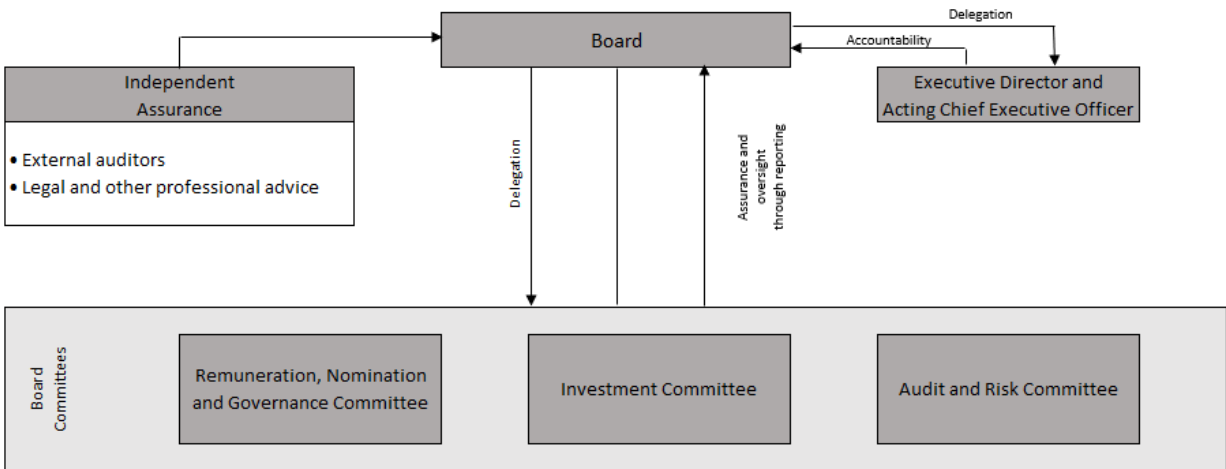 Board
Delegation
Accountability
Independent
Assurance
• External auditors
• Legal and other professional advice
Executive Director and
Acting Chief Executive Officer
Delegation
Assurance and
oversight
through reporting
Board
Committees
Remuneration, Nomination
and Governance Committee
Investment Committee
Audit and Risk Committee